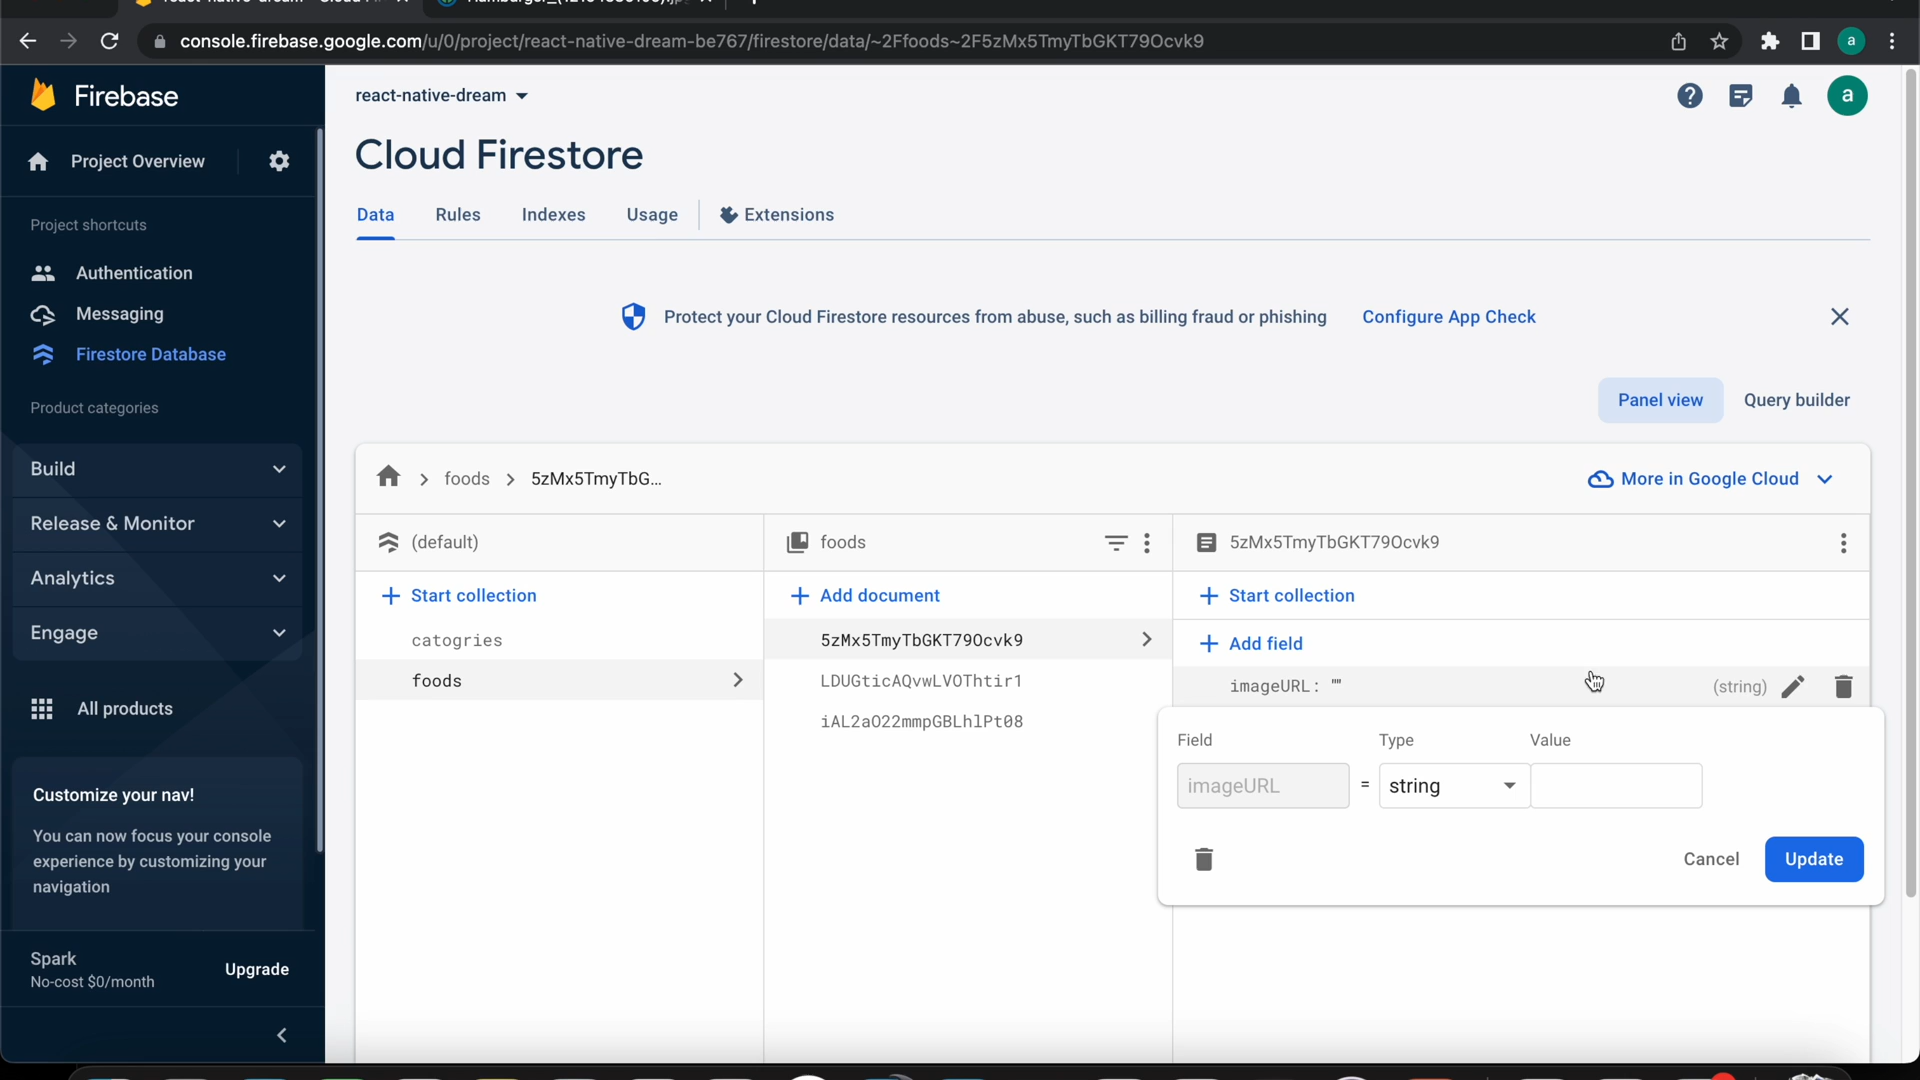 console.firebase.google.com/u/0/project/react-native-dream-be767/firestore/data/~2Ffoods~2F5zMx5TmyTbGKT79Ocvk9
a
Firebase
react-native-dream
a
Project Overview
Cloud Firestore
Data
Rules
Indexes
Usage
Extensions
Project shortcuts
Authentication
Messaging
Firestore Database
Protect your Cloud Firestore resources from abuse, such as billing fraud or phishing
Configure App Check
Product categories
Panel view
Query builder
Build
Release & Monitor
Analytics
Engage
All products
foods
5zMx5TmyTbG...
More in Google Cloud
(default)
foods
5zMx5TmyTbGKT79Ocvk9
+ Start collection
+ Add document
+ Start collection
catogries
5zMx5TmyTbGKT79Ocvk9
+ Add field
foods
LDUGticAQvwLVOThtir1
imageURL: ""
(string)
iAL2aO22mmpGBLhlPt08
Field
Type
Value
imageURL
=
string
Cancel
Update
Customize your nav!
You can now focus your console
experience by customizing your
navigation
Spark
No-cost $0/month
Upgrade